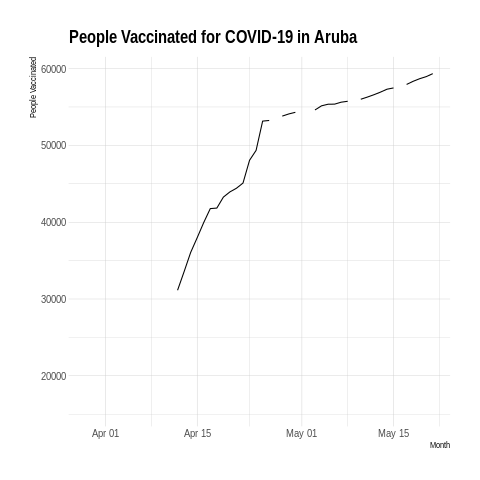 People Vaccinated for COVID-19 in Aruba
People Vaccinated
60000
50000
40000
30000
20000
Apr 01 Apr 15 May 01 May 15
Month